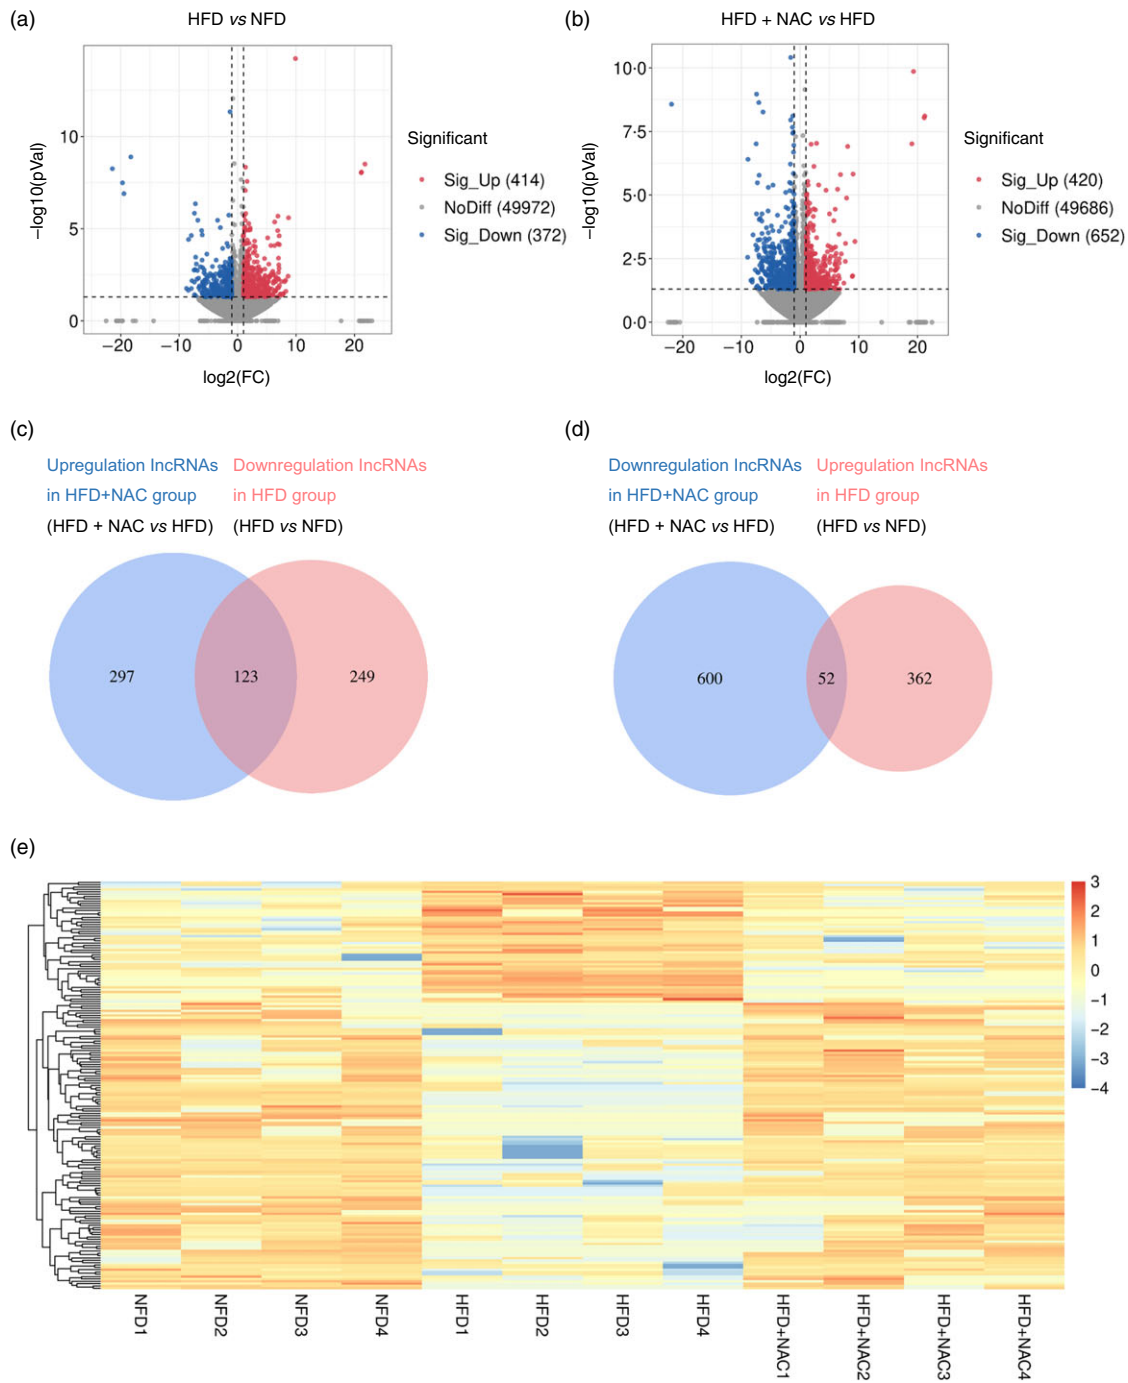 (a)
HFD vs NFD
−log10(pVal)
10
5
0
−20 −10 0 10 20
log2(FC)
Significant
Sig_Up (414)
NoDiff (49972)
Sig_Down (372)
(b)
HFD + NAC vs HFD
−log10(pVal)
10·0
7·5
5·0
2·5
0·0
−20 −10 0 10 20
log2(FC)
Significant
Sig_Up (420)
NoDiff (49686)
Sig_Down (652)
(c)
Upregulation lncRNAs
in HFD+NAC group
(HFD + NAC vs HFD)
Downregulation lncRNAs
in HFD group
(HFD vs NFD)
297
123
249
(d)
Downregulation lncRNAs
in HFD+NAC group
(HFD + NAC vs HFD)
Upregulation lncRNAs
in HFD group
(HFD vs NFD)
600
52
362
(e)
3
2
1
0
−1
−2
−3
−4
NFD1
NFD2
NFD3
NFD4
HFD1
HFD2
HFD3
HFD4
HFD+NAC1
HFD+NAC2
HFD+NAC3
HFD+NAC4